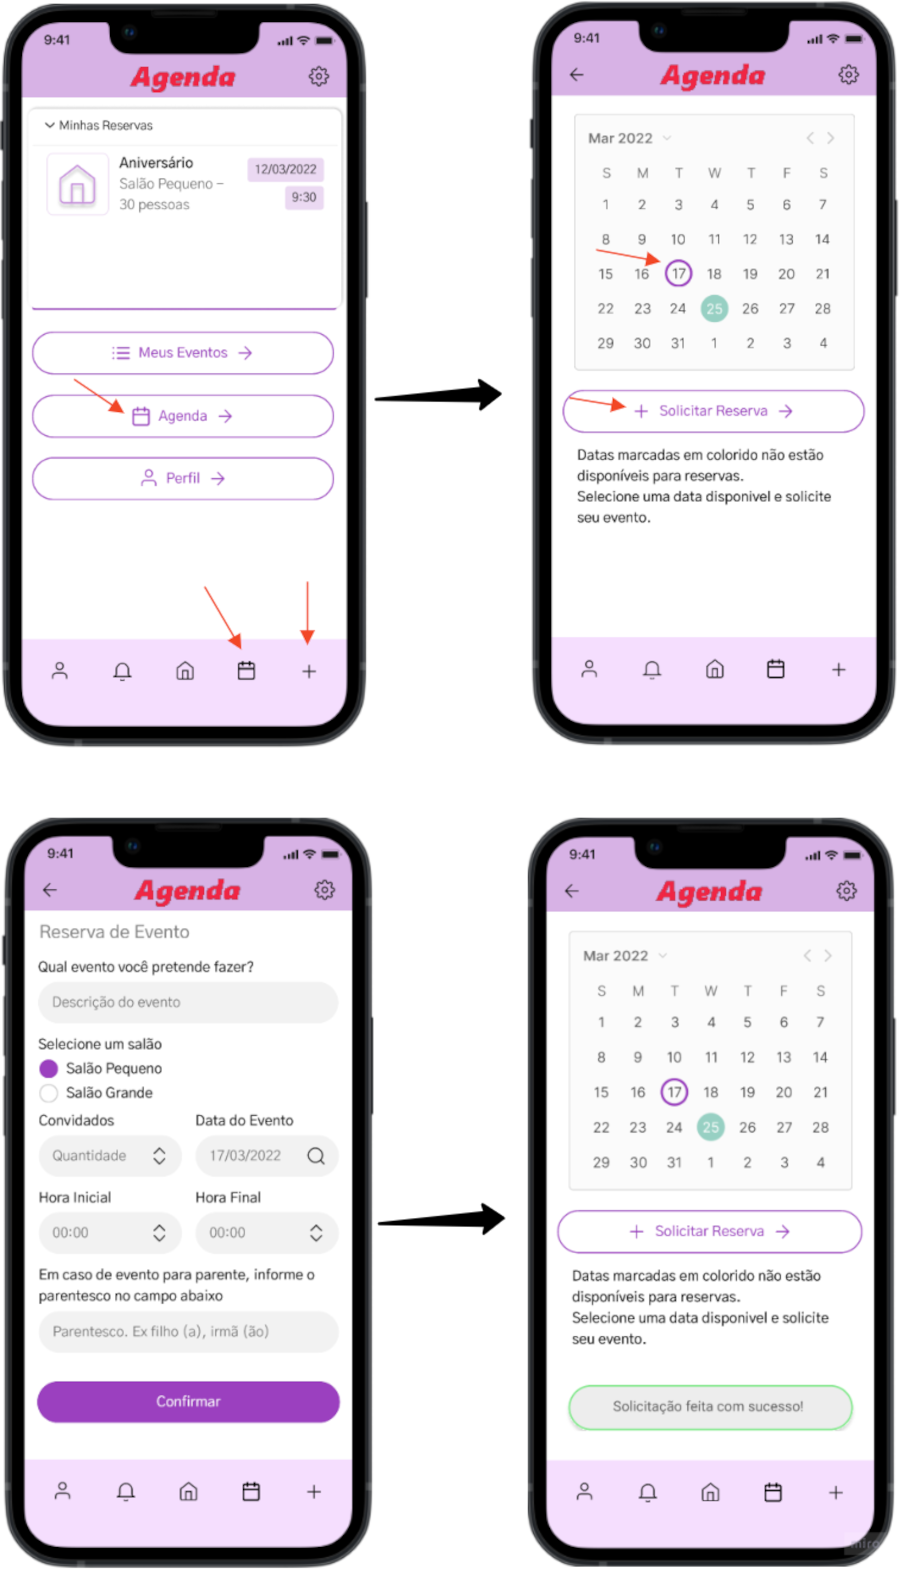 9:41
Agenda
Minhas Reservas
Aniversário
12/03/2022
Salão Pequeno –
30 pessoas
9:30
Meus Eventos
Agenda
Perfil
9:41
Agenda
Mar 2022
S M T W T F S
1 2 3 4 5 6 7
8 9 10 11 12 13 14
15 16 17 18 19 20 21
22 23 24 25 26 27 28
29 30 31 1 2 3 4
Solicitar Reserva
Datas marcadas em colorido não estão
disponíveis para reservas.
Selecione uma data disponivel e solicite
seu evento.
9:41
Agenda
Reserva de Evento
Qual evento você pretende fazer?
Descrição do evento
Selecione um salão
Salão Pequeno
Salão Grande
Convidados Data do Evento
Quantidade 17/03/2022
Hora Inicial Hora Final
00:00 00:00
Em caso de evento para parente, informe o
parentesco no campo abaixo
Parentesco. Ex filho (a), irmã (ão)
Confirmar
9:41
Agenda
Mar 2022
S M T W T F S
1 2 3 4 5 6 7
8 9 10 11 12 13 14
15 16 17 18 19 20 21
22 23 24 25 26 27 28
29 30 31 1 2 3 4
Solicitar Reserva
Datas marcadas em colorido não estão
disponíveis para reservas.
Selecione uma data disponivel e solicite
seu evento.
Solicitação feita com sucesso!
miro